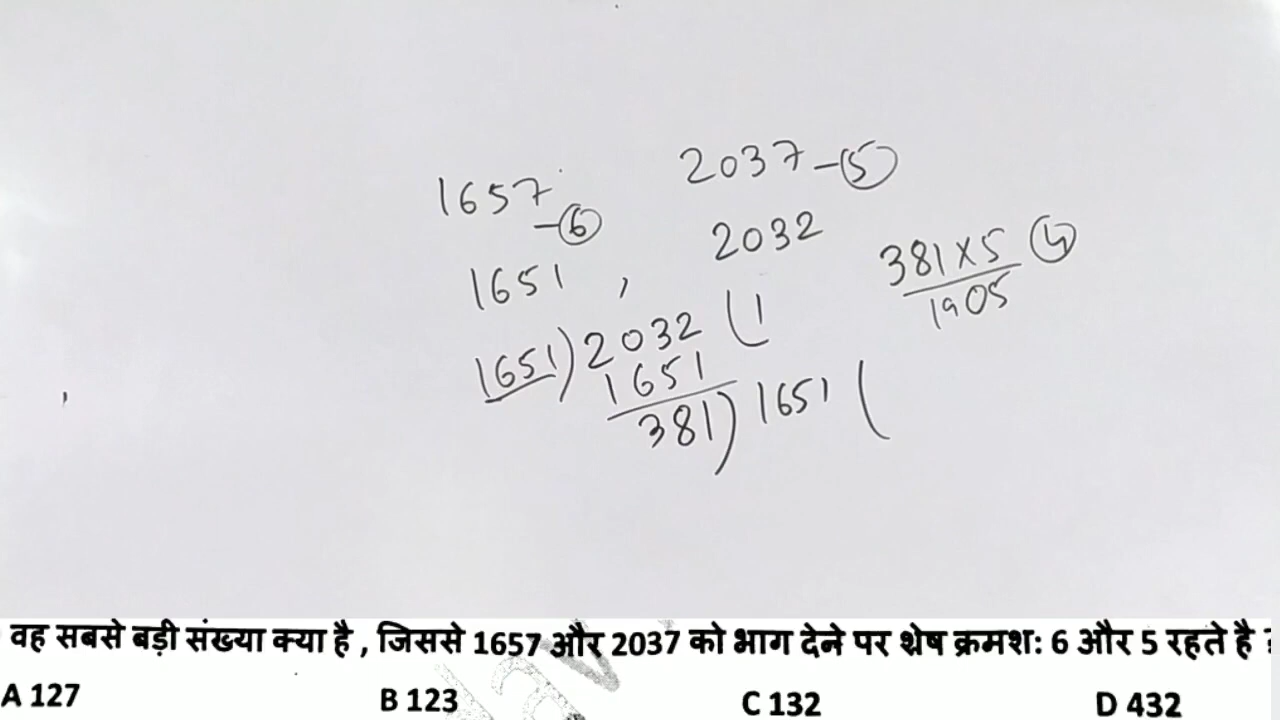 1657 2037 -5
-6
1651 , 2032 381 x 5 4
1905
1651 ) 2032 ( 1
1651
381 ) 1651 (
वह सबसे बड़ी संख्या क्या है , जिससे 1657 और 2037 को भाग देने पर शेष क्रमश: 6 और 5 रहते है ?
A 127 B 123 C 132 D 432